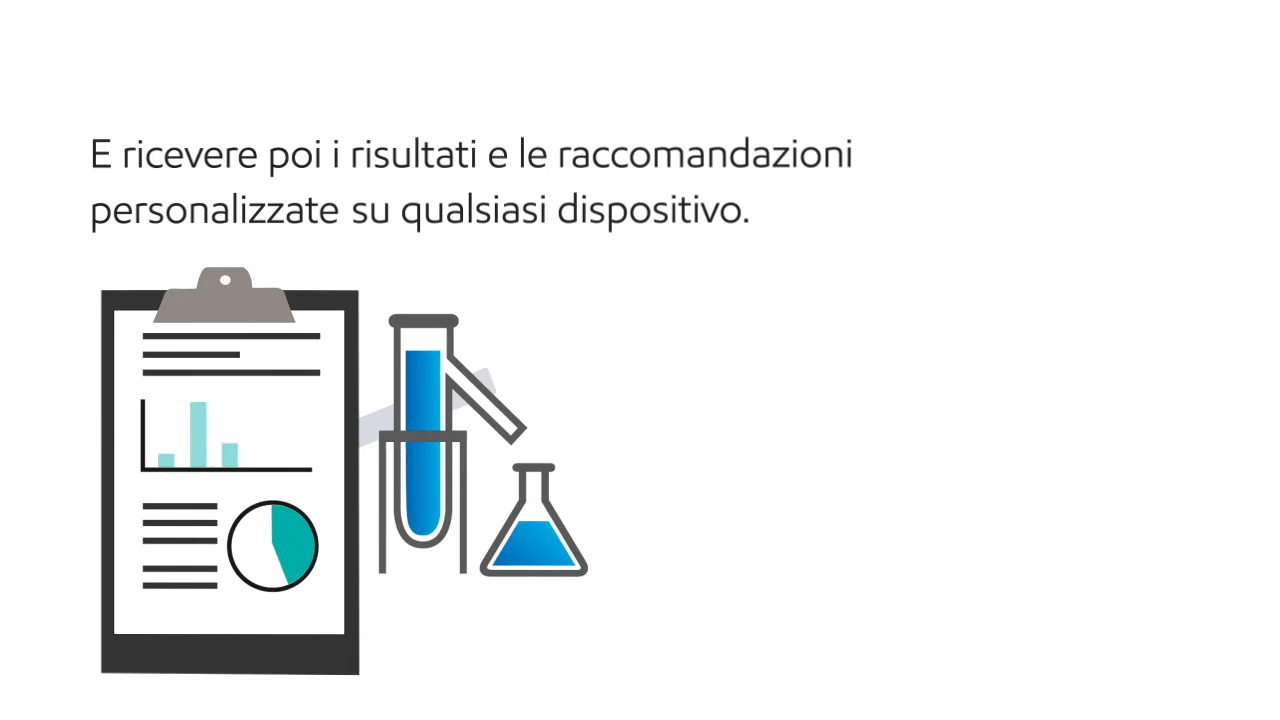 E ricevere poi i risultati e le raccomandazioni
personalizzate su qualsiasi dispositivo.